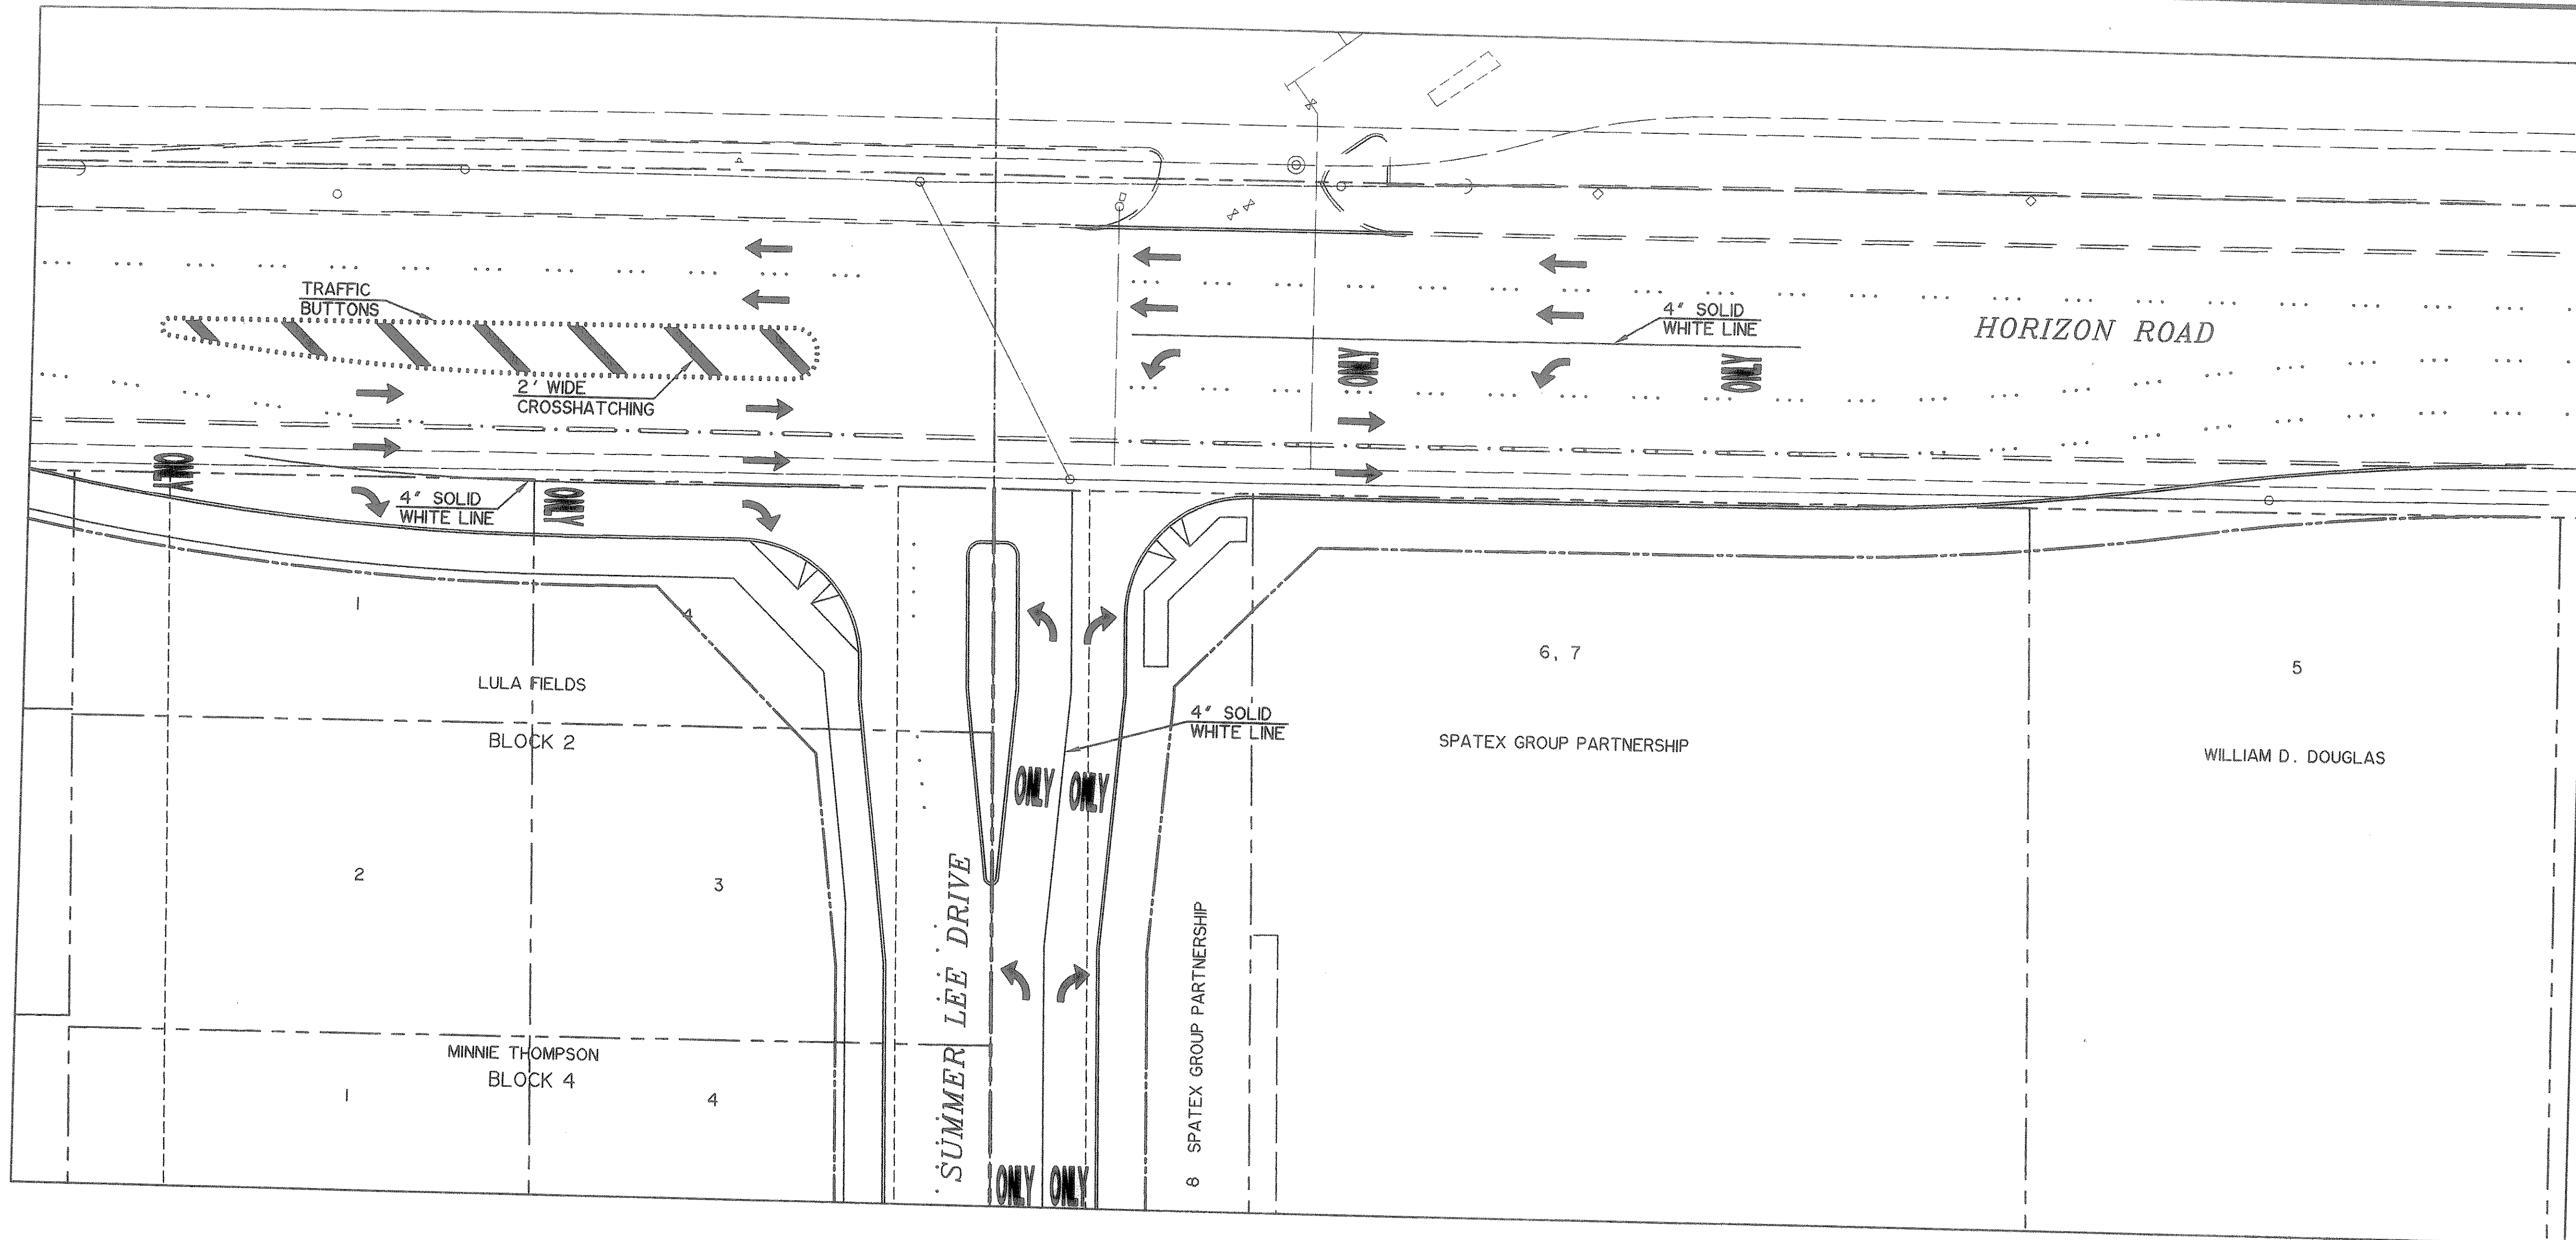 TRAFFIC
BUTTONS
2' WIDE
CROSSHATCHING
4" SOLID
WHITE LINE
HORIZON ROAD
ONLY
ONLY
ONLY
4" SOLID
WHITE LINE
ONLY
1
4
LULA FIELDS
BLOCK 2
2
3
MINNIE THOMPSON
BLOCK 4
1
4
4" SOLID
WHITE LINE
ONLY
ONLY
SUMMER LEE DRIVE
ONLY
ONLY
8 SPATEX GROUP PARTNERSHIP
6, 7
SPATEX GROUP PARTNERSHIP
5
WILLIAM D. DOUGLAS